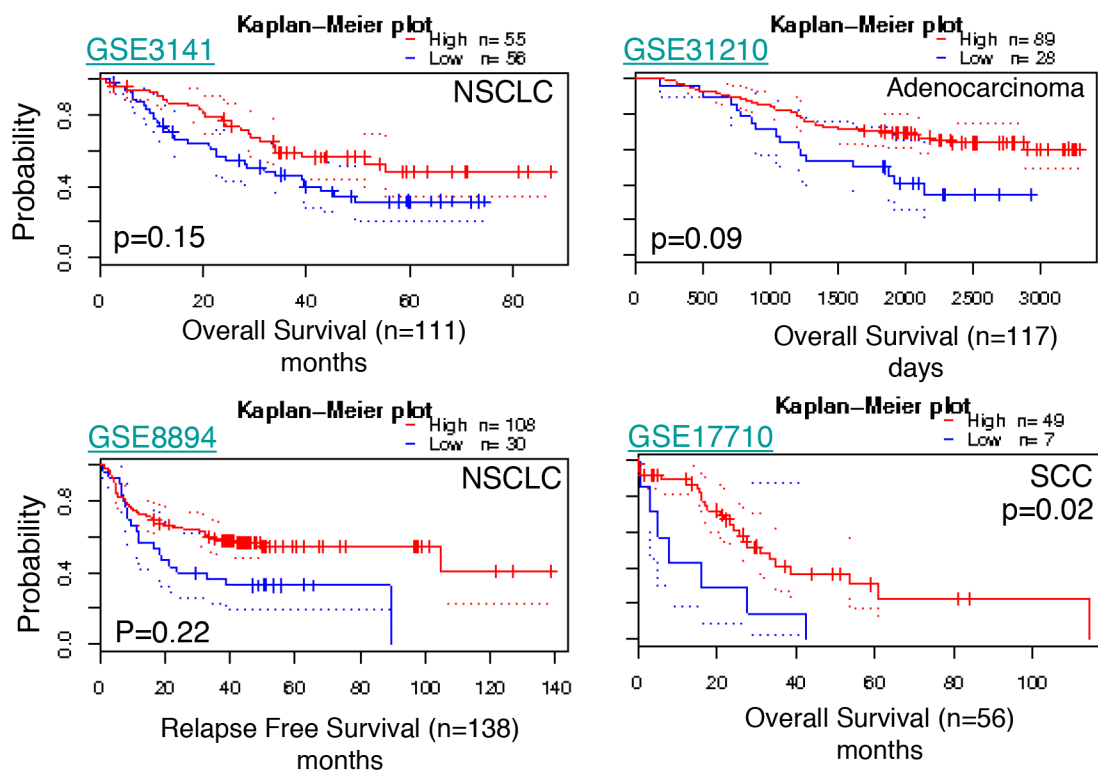 Kaplan–Meier plot
GSE3141
High n= 55
Low n= 56
NSCLC
Probability
0.8
0.4
0.0
p=0.15
0 20 40 60 80
Overall Survival (n=111)
months
Kaplan–Meier plot
GSE31210
High n= 89
Low n= 28
Adenocarcinoma
p=0.09
0 500 1000 1500 2000 2500 3000
Overall Survival (n=117)
days
Kaplan–Meier plot
GSE8894
High n= 108
Low n= 30
NSCLC
Probability
0.8
0.4
0.0
P=0.22
0 20 40 60 80 100 120 140
Relapse Free Survival (n=138)
months
Kaplan–Meier plot
GSE17710
High n= 49
Low n= 7
SCC
p=0.02
0 20 40 60 80 100
Overall Survival (n=56)
months